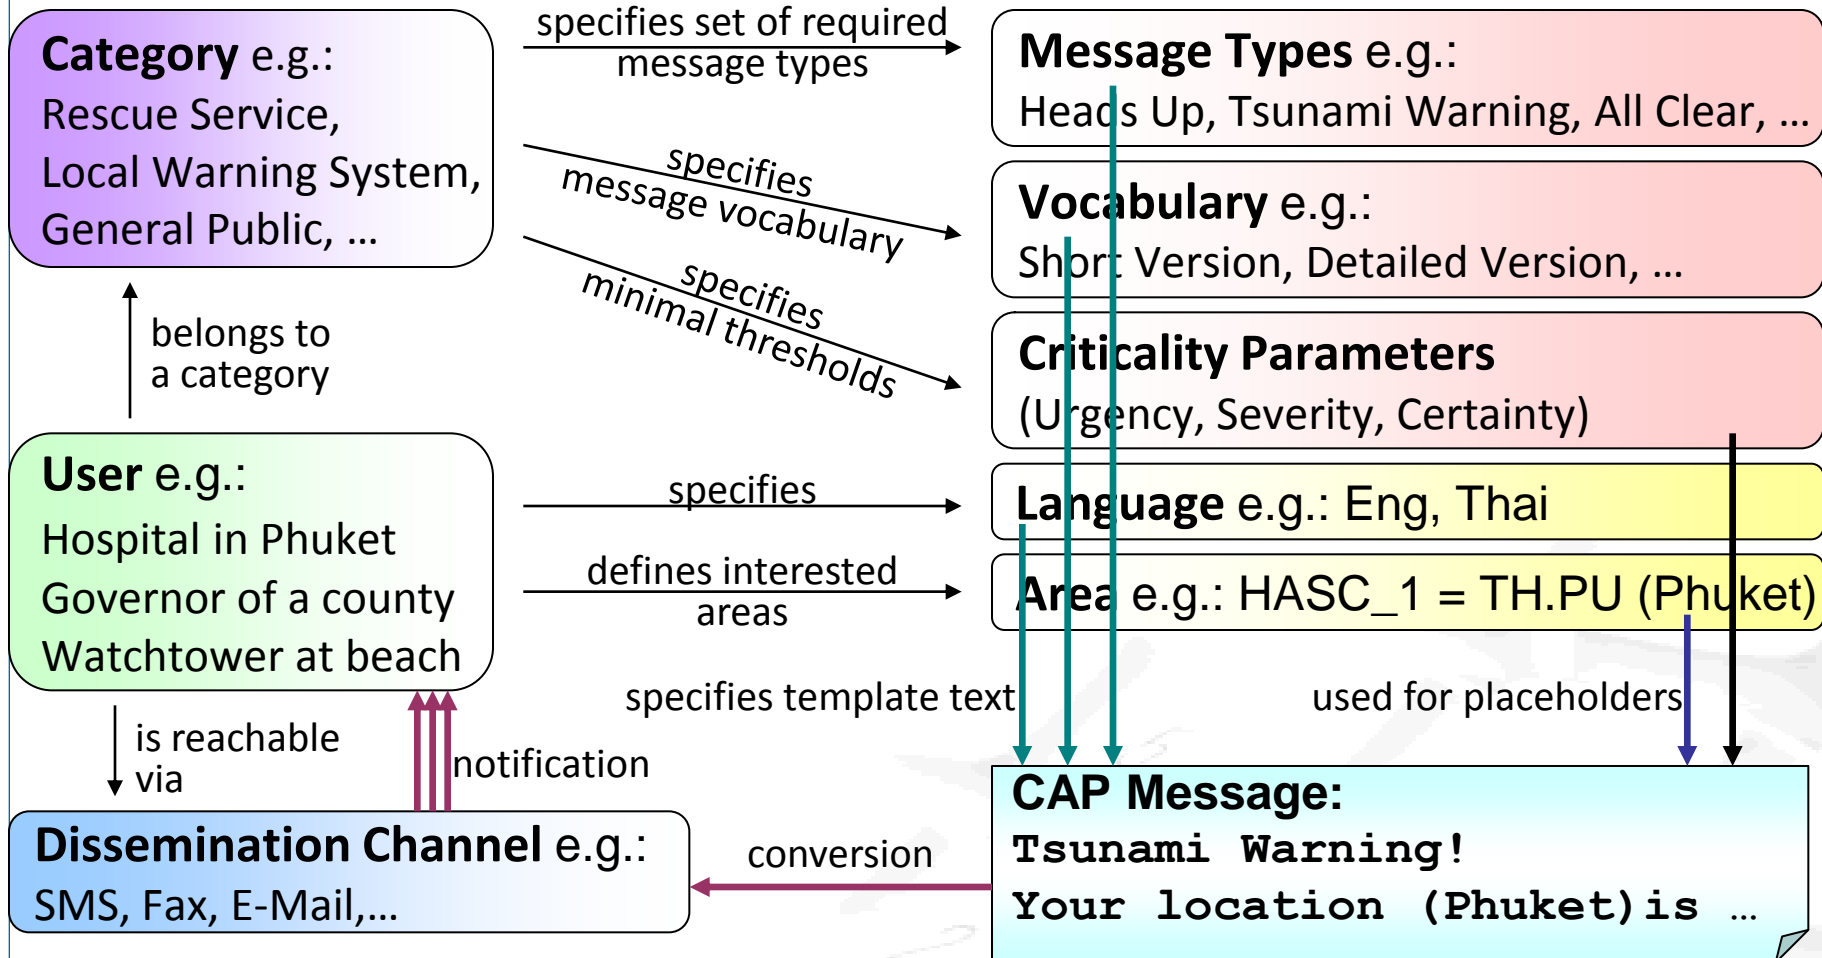 Category e.g.:
Rescue Service,
Local Warning System,
General Public, ...
specifies set of required
message types
Message Types e.g.:
Heads Up, Tsunami Warning, All Clear, ...
specifies
message vocabulary
Vocabulary e.g.:
Short Version, Detailed Version, ...
specifies
minimal thresholds
Criticality Parameters
(Urgency, Severity, Certainty)
belongs to
a category
User e.g.:
Hospital in Phuket
Governor of a county
Watchtower at beach
specifies
Language e.g.: Eng, Thai
defines interested
areas
Area e.g.: HASC_1 = TH.PU (Phuket)
specifies template text
used for placeholders
is reachable
via
notification
Dissemination Channel e.g.:
SMS, Fax, E-Mail,...
conversion
CAP Message:
Tsunami Warning!
Your location (Phuket)is ...